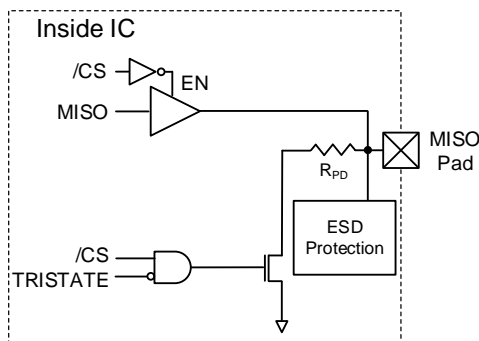 Inside IC
/CS
EN
MISO
MISO
Pad
RPD
ESD
Protection
/CS
TRISTATE